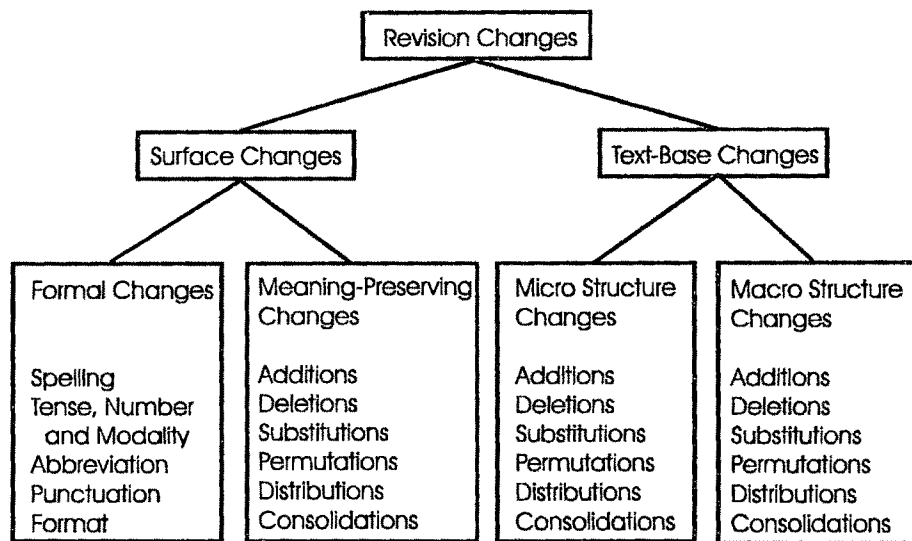 Revision Changes
Surface Changes
Text-Base Changes
Formal Changes
Spelling
Tense, Number
and Modality
Abbreviation
Punctuation
Format
Meaning-Preserving
Changes
Additions
Deletions
Substitutions
Permutations
Distributions
Consolidations
Micro Structure
Changes
Additions
Deletions
Substitutions
Permutations
Distributions
Consolidations
Macro Structure
Changes
Additions
Deletions
Substitutions
Permutations
Distributions
Consolidations